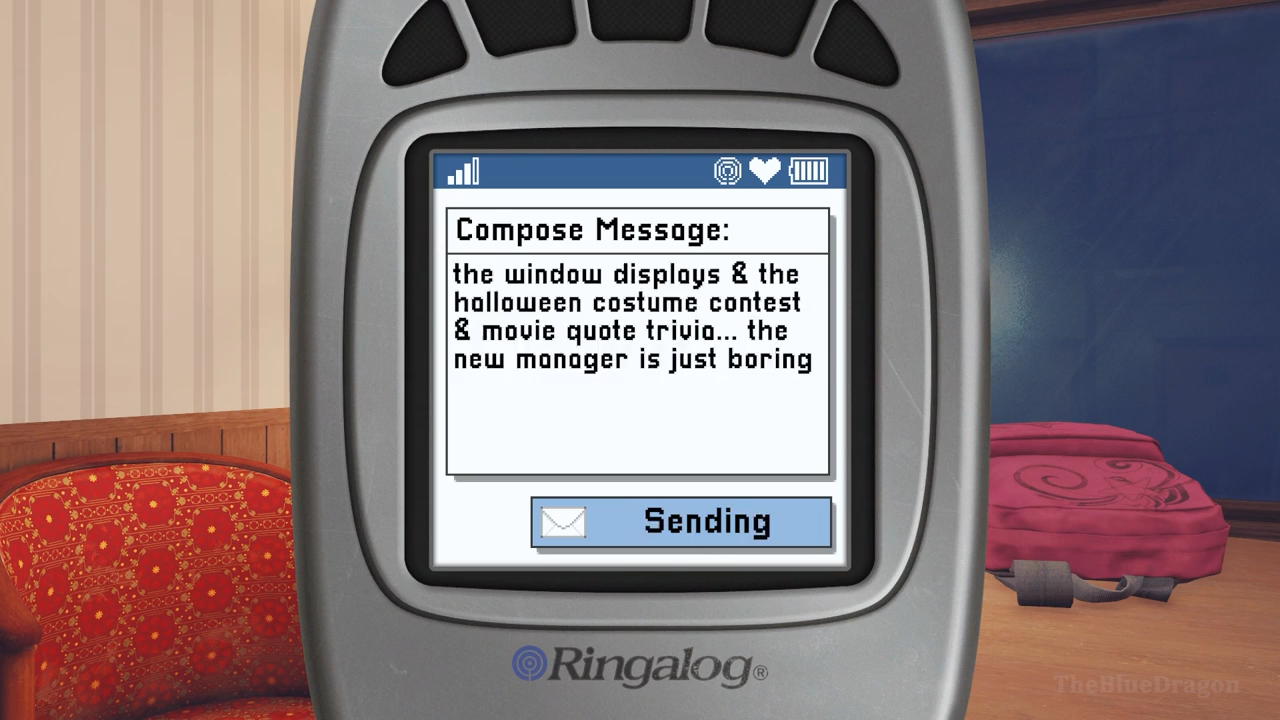 Compose Message:
the window displays & the
halloween costume contest
& movie quote trivia... the
new manager is just boring
Sending
Ringalog®
TheBlueDragon